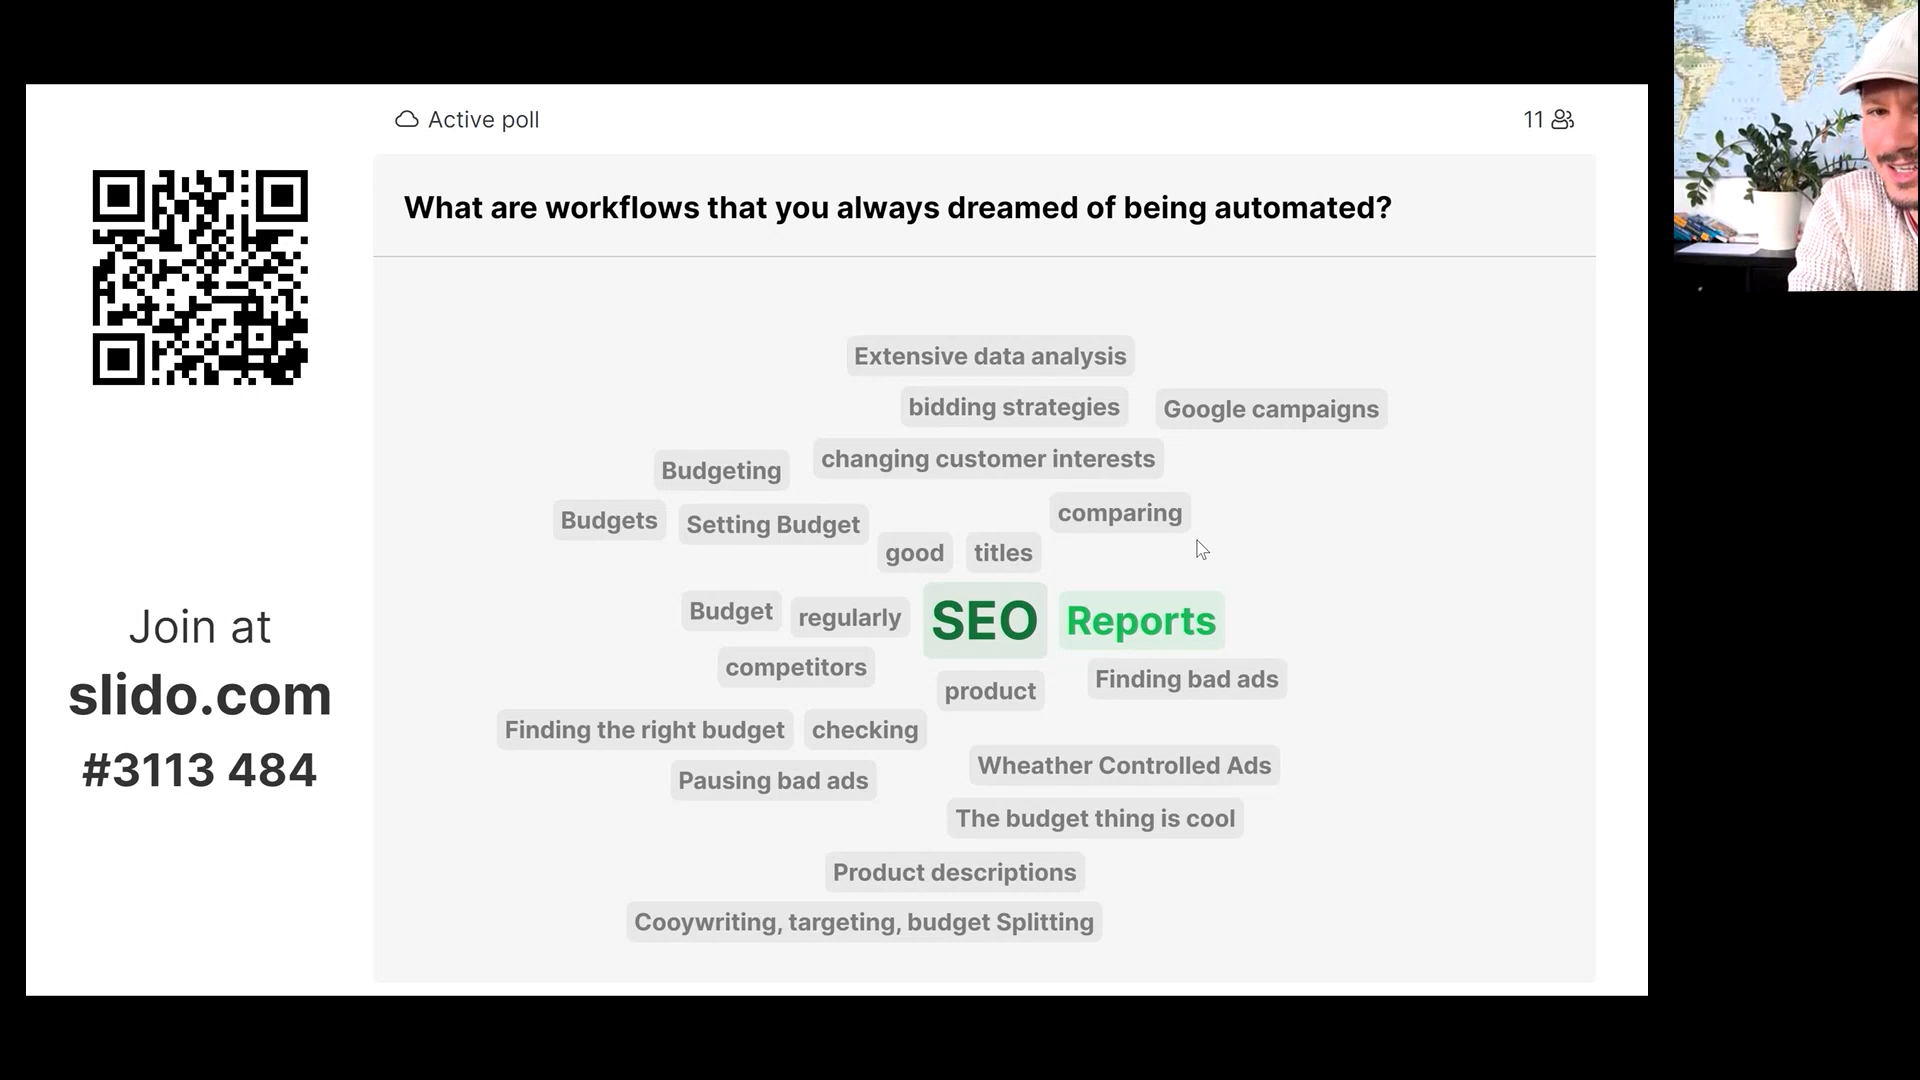 Active poll
11
What are workflows that you always dreamed of being automated?
Extensive data analysis
bidding strategies
Google campaigns
changing customer interests
Budgeting
comparing
Budgets
Setting Budget
good
titles
Budget
regularly
SEO
Reports
competitors
Finding bad ads
product
Finding the right budget
checking
Wheather Controlled Ads
Pausing bad ads
The budget thing is cool
Product descriptions
Cooywriting, targeting, budget Splitting
Join at
slido.com
#3113 484